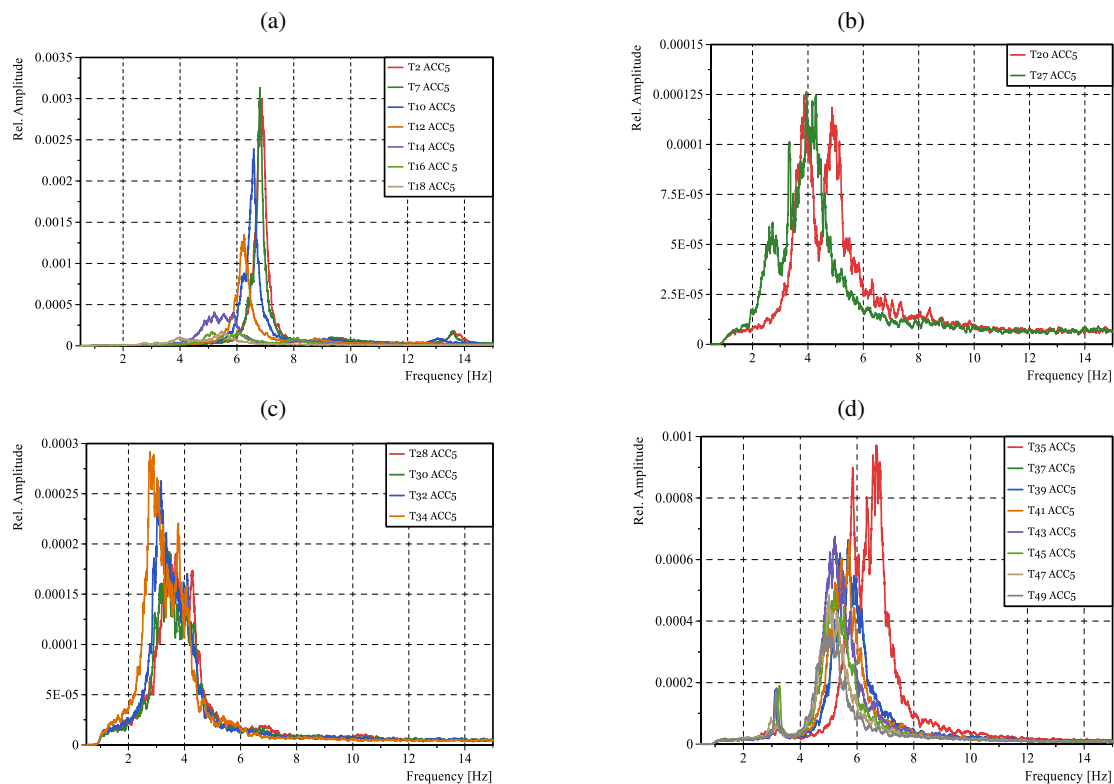 (a)
Rel. Amplitude
0.0035
0.003
0.0025
0.002
0.0015
0.001
0.0005
0
2 4 6 8 10 12 14
Frequency [Hz]
T2 ACC5
T7 ACC5
T10 ACC5
T12 ACC5
T14 ACC5
T16 ACC 5
T18 ACC5
(b)
Rel. Amplitude
0.00015
0.000125
0.0001
7.5E-05
5E-05
2.5E-05
0
2 4 6 8 10 12 14
Frequency [Hz]
T20 ACC5
T27 ACC5
(c)
Rel. Amplitude
0.0003
0.00025
0.0002
0.00015
0.0001
5E-05
0
2 4 6 8 10 12 14
Frequency [Hz]
T28 ACC5
T30 ACC5
T32 ACC5
T34 ACC5
(d)
Rel. Amplitude
0.001
0.0008
0.0006
0.0004
0.0002
0
2 4 6 8 10 12 14
Frequency [Hz]
T35 ACC5
T37 ACC5
T39 ACC5
T41 ACC5
T43 ACC5
T45 ACC5
T47 ACC5
T49 ACC5